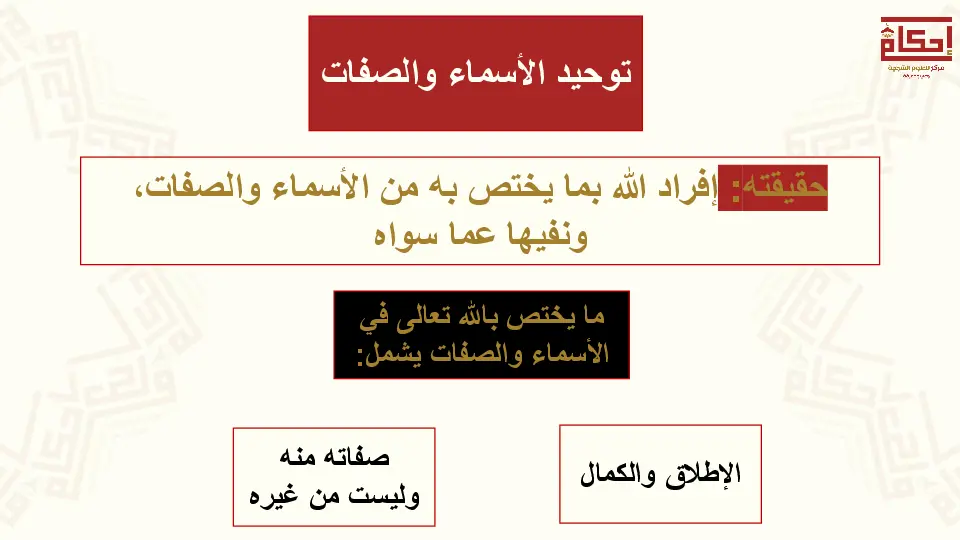 إحكام
مركز للعلوم الشرعية
توحيد الأسماء والصفات
حقيقته: إفراد الله بما يختص به من الأسماء والصفات،
ونفيها عما سواه
ما يختص بالله تعالى في
الأسماء والصفات يشمل:
الإطلاق والكمال
صفاته منه
وليست من غيره